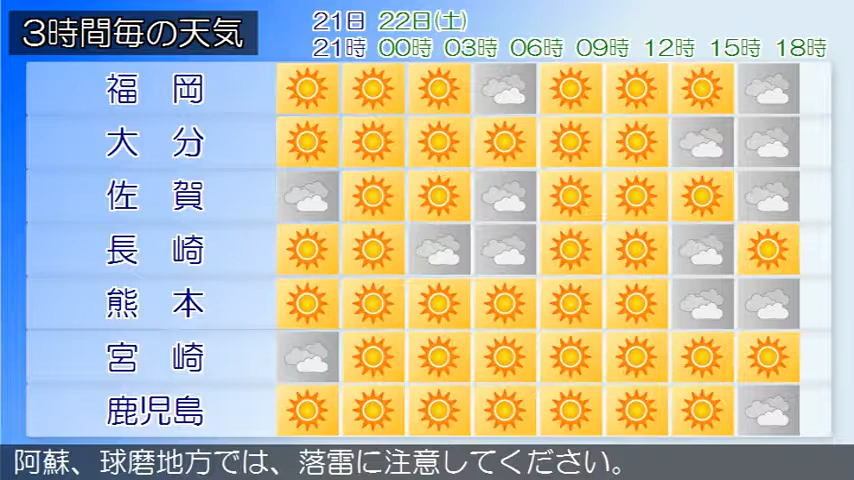 3時間毎の天気
21日 22日(土)
21時 00時 03時 06時 09時 12時 15時 18時
福岡
大分
佐賀
長崎
熊本
宮崎
鹿児島
阿蘇、球磨地方では、落雷に注意してください。